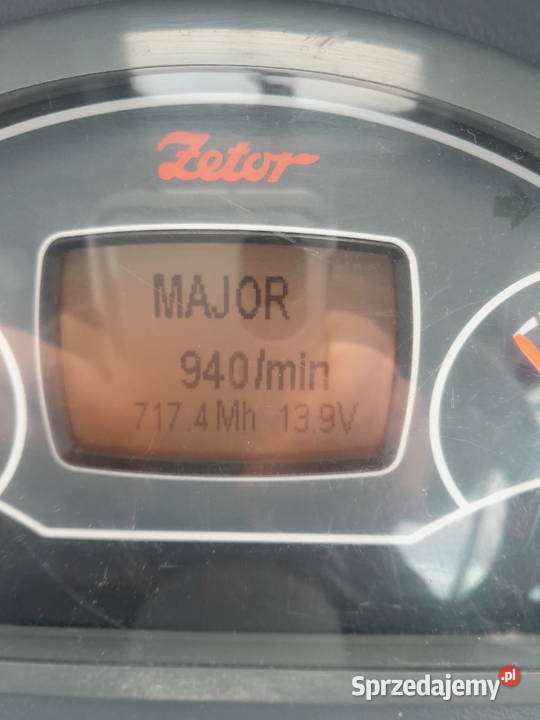 Zetor
MAJOR
940/min
717.4Mh 13.9V
Sprzedajemy.pl